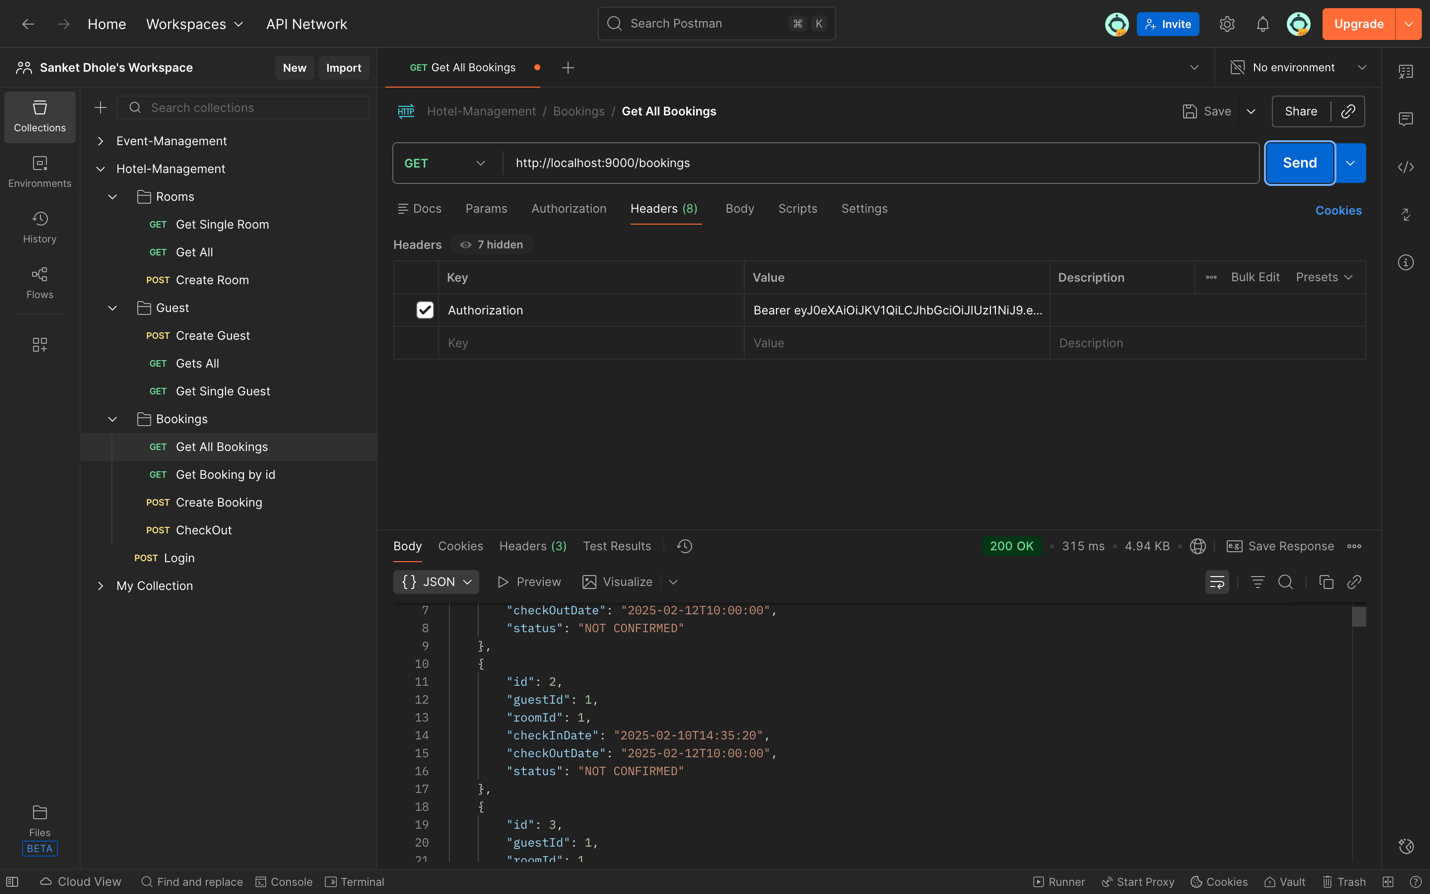 Home
Workspaces
API Network
Search Postman
⌘ K
Invite
Upgrade
Sanket Dhole's Workspace
New
Import
GET Get All Bookings
No environment
Collections
Environments
History
Flows
Files
BETA
Search collections
Event-Management
Hotel-Management
Rooms
GET Get Single Room
GET Get All
POST Create Room
Guest
POST Create Guest
GET Gets All
GET Get Single Guest
Bookings
GET Get All Bookings
GET Get Booking by id
POST Create Booking
POST CheckOut
POST Login
My Collection
HTTP Hotel-Management / Bookings / Get All Bookings
Save
Share
GET http://localhost:9000/bookings
Send
Docs Params Authorization Headers (8) Body Scripts Settings
Cookies
Headers 7 hidden
Key Value Description Bulk Edit Presets
Authorization Bearer eyJ0eXAiOiJKV1QiLCJhbGciOiJIUzI1NiJ9.e...
Key Value Description
Body Cookies Headers (3) Test Results
200 OK • 315 ms • 4.94 KB
e.g. Save Response
{} JSON Preview Visualize
7 "checkOutDate": "2025-02-12T10:00:00",
8 "status": "NOT CONFIRMED"
9 },
10 {
11 "id": 2,
12 "guestId": 1,
13 "roomId": 1,
14 "checkInDate": "2025-02-10T14:35:20",
15 "checkOutDate": "2025-02-12T10:00:00",
16 "status": "NOT CONFIRMED"
17 },
18 {
19 "id": 3,
20 "guestId": 1,
21 "roomId": 1
Cloud View Find and replace Console Terminal
Runner Start Proxy Cookies Vault Trash